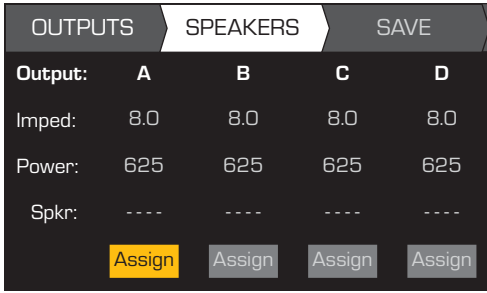 OUTPUTS SPEAKERS SAVE
Output: A B C D
Imped: 8.0 8.0 8.0 8.0
Power: 625 625 625 625
Spkr: ---- ---- ---- ----
Assign Assign Assign Assign